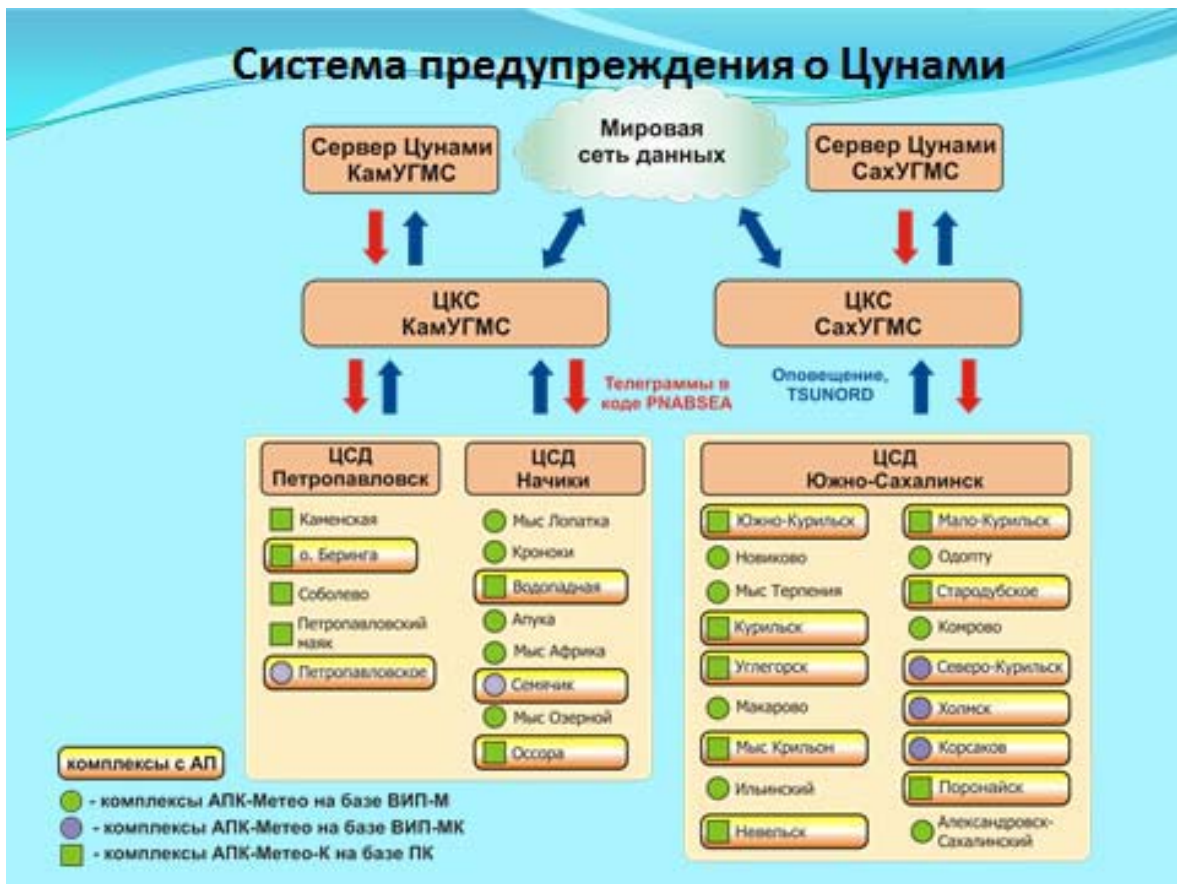 Система предупреждения о Цунами
Мировая
сеть данных
Сервер Цунами
КамУГМС
Сервер Цунами
СахУГМС
ЦКС
КамУГМС
ЦКС
СахУГМС
Телеграммы в
коде PNABSEA
Оповещение,
TSUNORD
ЦСД
Петропавловск
Каменская
о. Беринга
Соболево
Петропавловский
маяк
Петропавловское
ЦСД
Начики
Мыс Лопатка
Кроноки
Водопадная
Апука
Мыс Африка
Семячик
Мыс Озерной
Оссора
ЦСД
Южно-Сахалинск
Южно-Курильск
Новиково
Мыс Терпения
Курильск
Углегорск
Макарово
Мыс Крильон
Ильинский
Невельск
Мало-Курильск
Одопту
Стародубское
Комрово
Северо-Курильск
Холмск
Корсаков
Поронайск
Александровск-
Сахалинский
комплексы с АП
- комплексы АПК-Метео на базе ВИП-М
- комплексы АПК-Метео на базе ВИП-МК
- комплексы АПК-Метео-К на базе ПК